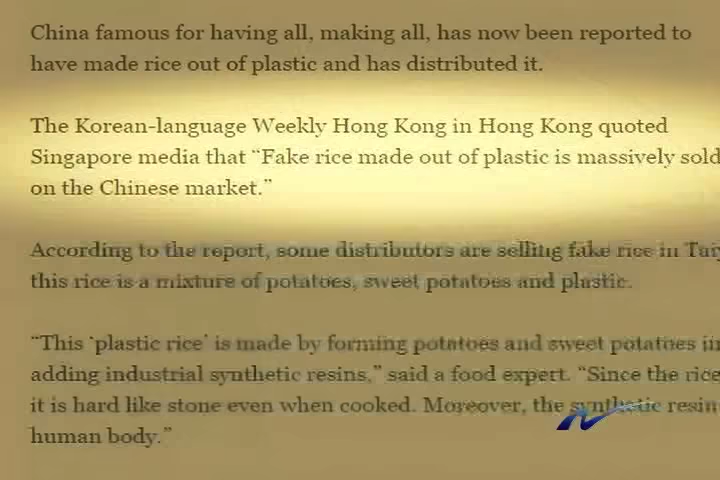 China famous for having all, making all, has now been reported to
have made rice out of plastic and has distributed it.
The Korean-language Weekly Hong Kong in Hong Kong quoted
Singapore media that “Fake rice made out of plastic is massively sold
on the Chinese market.”
According to the report, some distributors are selling fake rice in
this rice is a mixture of potatoes, sweet potatoes and plastic.
“This ‘plastic rice’ is made by forming potatoes and sweet potatoes
adding industrial synthetic resins,” said a food expert. “Since the rice
it is hard like stone even when cooked. Moreover, the synthetic resin
human body.”